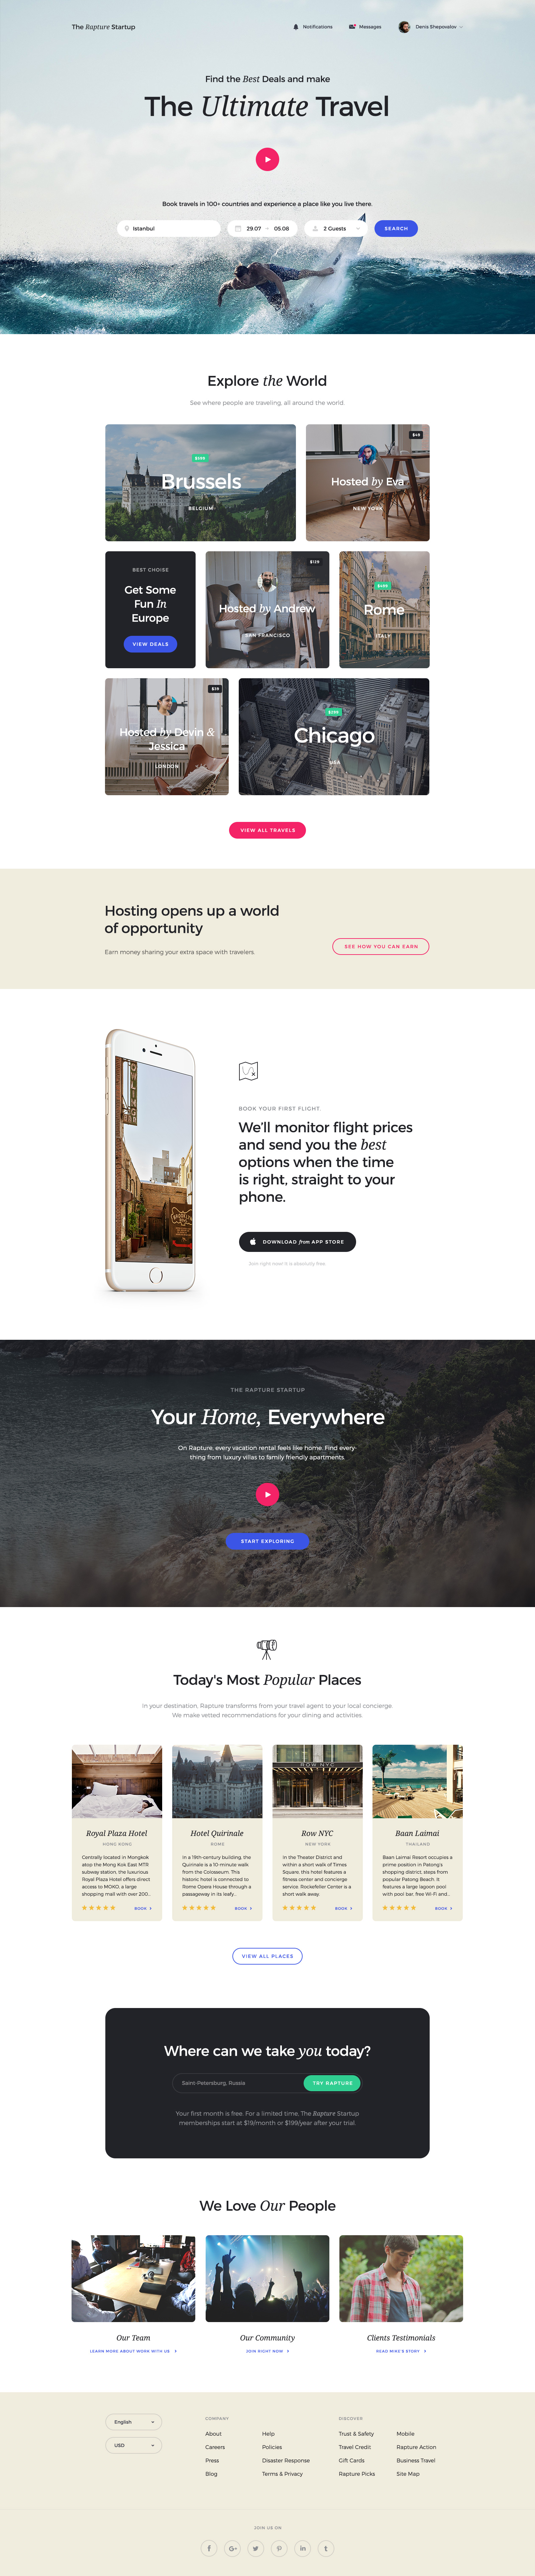 The Rapture Startup
Notifications
Messages
Denis Shepovalov
Find the Best Deals and make
The Ultimate Travel
Book travels in 100+ countries and experience a place like you live there.
Istanbul
29.07 - 05.08
2 Guests
SEARCH
Explore the World
See where people are traveling, all around the world.
Brussels
BELGIUM
$48
Hosted by Eva
NEW YORK
BEST CHOISE
Get Some
Fun In
Europe
VIEW DEALS
$129
Hosted by Andrew
SAN FRANCISCO
Rome
ITALY
Hosted by Devin &
Jessica
LONDON
Chicago
USA
VIEW ALL TRAVELS
Hosting opens up a world
of opportunity
Earn money sharing your extra space with travelers.
SEE HOW YOU CAN EARN
BOWLING
BROOKLYN
BOOK YOUR FIRST FLIGHT.
We'll monitor flight prices
and send you the best
options when the time
is right, straight to your
phone.
DOWNLOAD from APP STORE
Join right now! It is absolutly free
THE RAPTURE STARTUP
Your Home, Everywhere
On Rapture, every vacation rental feels like home. Find every-
thing from luxury villas to family friendly apartments.
START EXPLORING
Today's Most Popular Places
In your destination, Rapture transforms from your travel agent to your local concierge.
We make vetted recommendations for your dining and activities.
Royal Plaza Hotel
HONG KONG
Centrally located in Mongkok
atop the Mong Kok East MTR
subway station, the luxurious
Royal Plaza Hotel offers direct
access to MOKO, a large
shopping mall with over 200...
BOOK
Hotel Quirinale
ROME
In a 19th-century building, the
Quirinale is a 10-minute walk
from the Colosseum. This
historic hotel is connected to
Rome Opera House through a
passageway in its leafy...
BOOK
ROW NYC
Row NYC
NEW YORK
In the Theater District and
within a short walk of Times
Square, this hotel features a
fitness center and concierge
service. Rockefeller Center is a
short walk away.
BOOK
Baan Laimai
THAILAND
Baan Laimai Resort occupies a
prime position in Patong's
shopping district, steps from
popular Patong Beach. It
features a large lagoon pool
with pool bar, free Wi-Fi and...
BOOK
VIEW ALL PLACES
Where can we take you today?
Saint-Petersburg, Russia
TRY RAPTURE
Your first month is free. For a limited time, The Rapture Startup
memberships start at $19/month or $199/year after your trial.
We Love Our People
Our Team
LEARN MORE ABOUT WORK WITH US
Our Community
JOIN RIGHT NOW
Clients Testimonials
READ MIKE'S STORY
English
USD
COMPANY
About
Careers
Press
Blog
Help
Policies
Disaster Response
Terms & Privacy
DISCOVER
Trust & Safety
Travel Credit
Gift Cards
Rapture Picks
Mobile
Rapture Action
Business Travel
Site Map
JOIN US ON